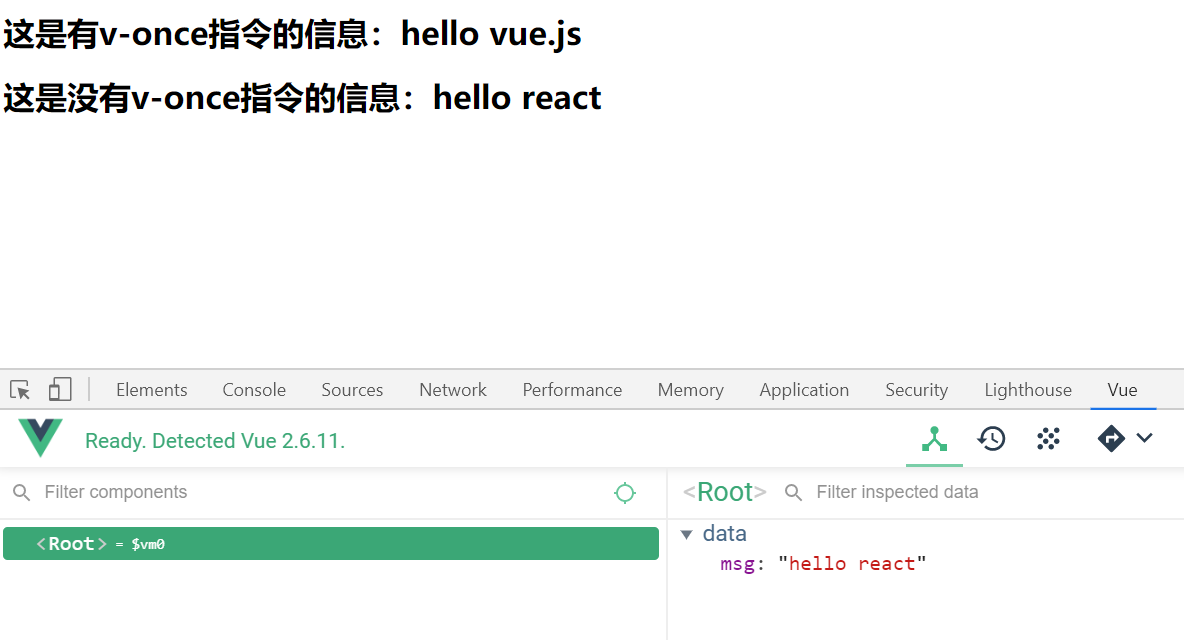 这是有v-once指令的信息：hello vue.js
这是没有v-once指令的信息：hello react
Elements Console Sources Network Performance Memory Application Security Lighthouse Vue
Ready. Detected Vue 2.6.11.
Filter components
<Root> Filter inspected data
<Root> = $vm0
data
msg: "hello react"